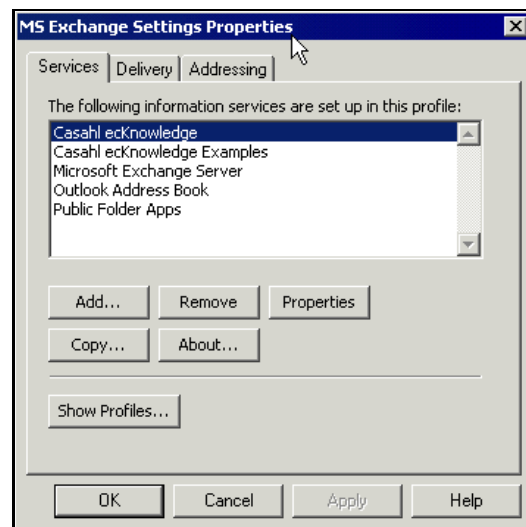 MS Exchange Settings Properties
Services Delivery Addressing
The following information services are set up in this profile:
Casahl ecKnowledge
Casahl ecKnowledge Examples
Microsoft Exchange Server
Outlook Address Book
Public Folder Apps
Add... Remove Properties
Copy... About...
Show Profiles...
OK Cancel Apply Help